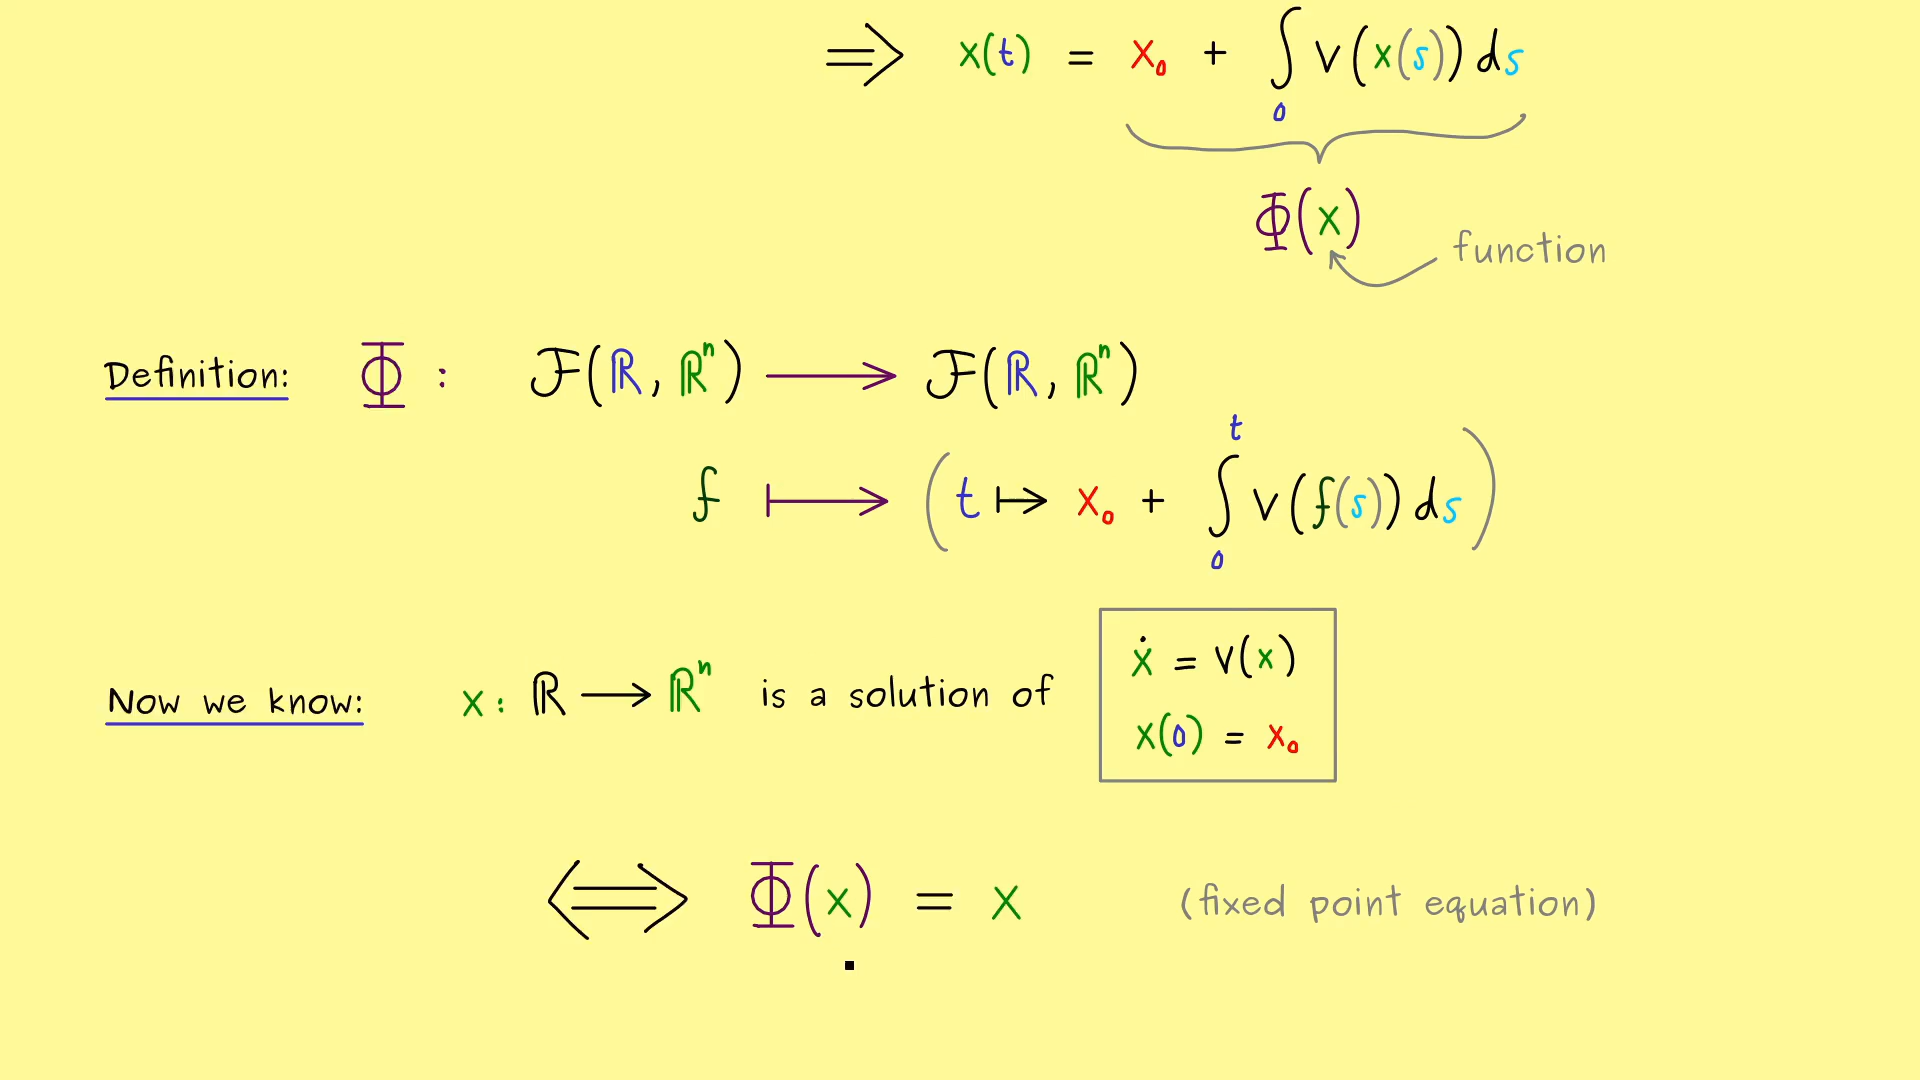 ⟹ x(t) = x₀ + ∫₀ v(x(s)) ds
Φ(x)
function
Definition: Φ : ℱ(ℝ, ℝⁿ) ⟶ ℱ(ℝ, ℝⁿ)
f ⟼ (t ↦ x₀ + ∫₀ᵗ v(f(s)) ds)
Now we know: x : ℝ ⟶ ℝⁿ is a solution of
ẋ = v(x)
x(0) = x₀
⟺ Φ(x) = x (fixed point equation)